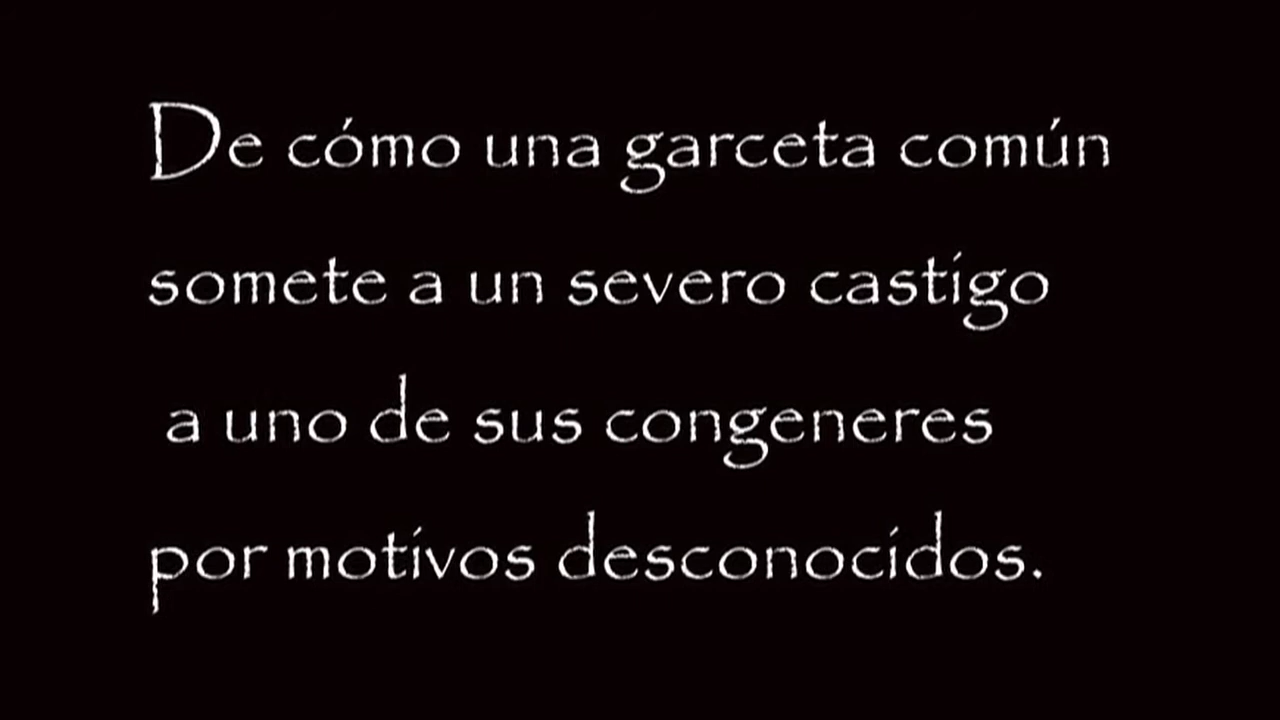 De cómo una garceta común
somete a un severo castigo
a uno de sus congeneres
por motivos desconocidos.